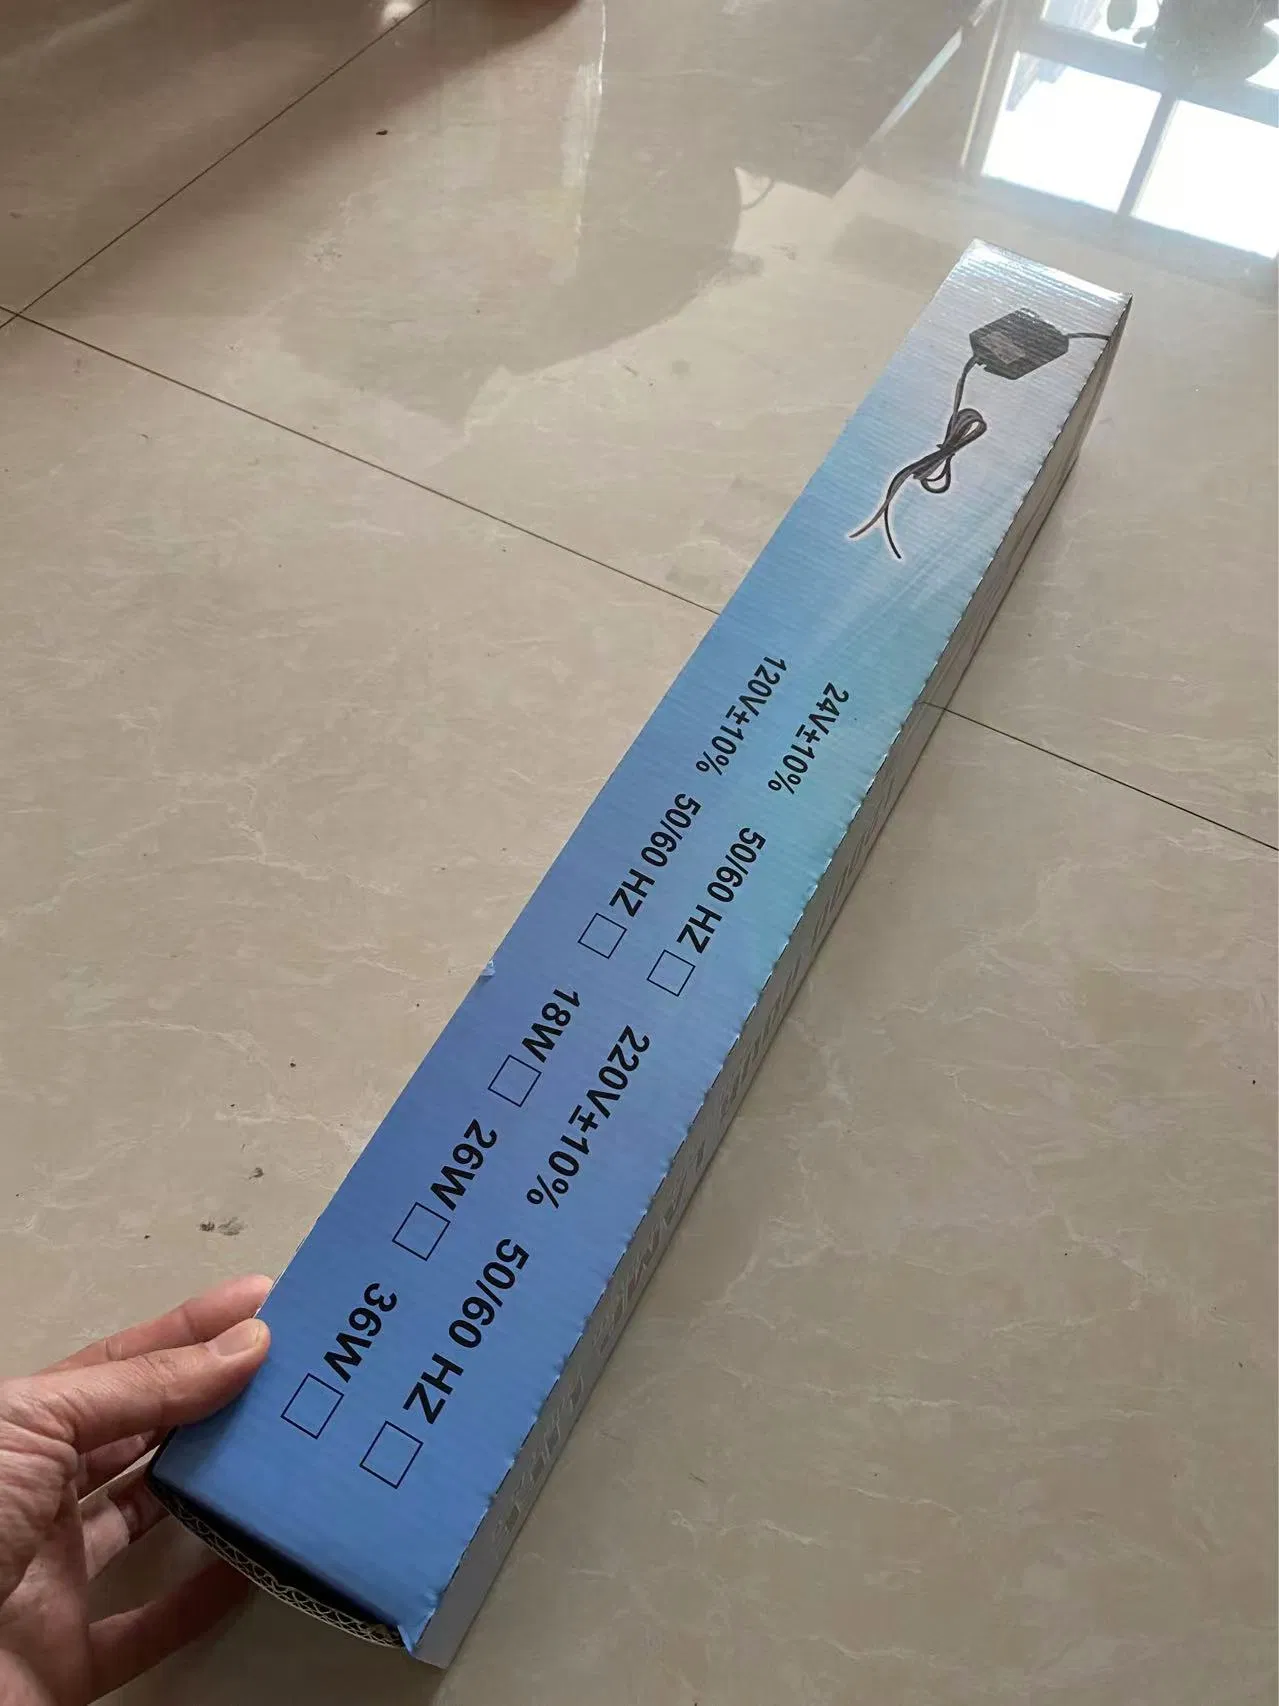 24V±10% 50/60 HZ □ 220V±10% 50/60 HZ □
120V±10% 50/60 HZ □ 18W □ 26W □ 36W □